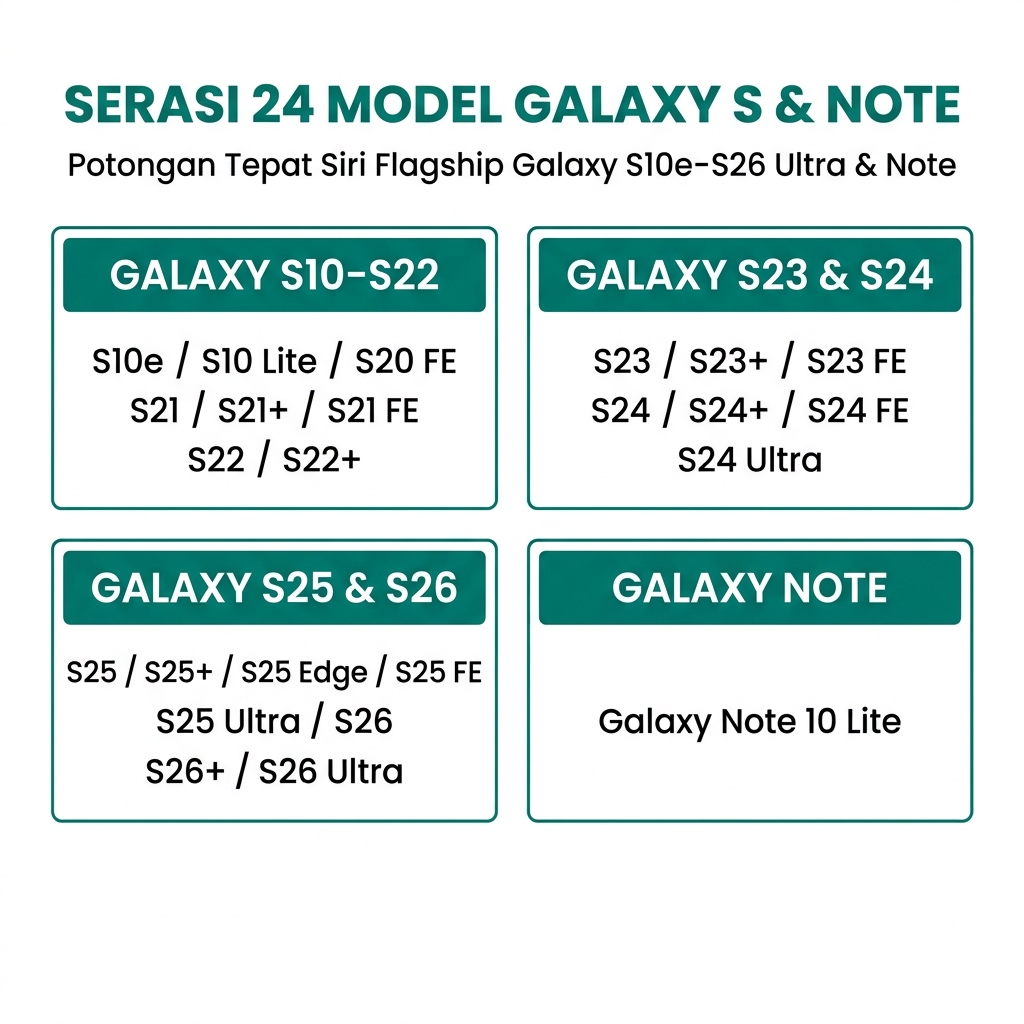 SERASI 24 MODEL GALAXY S & NOTE
Potongan Tepat Siri Flagship Galaxy S10e-S26 Ultra & Note
GALAXY S10-S22
S10e / S10 Lite / S20 FE
S21 / S21+ / S21 FE
S22 / S22+
GALAXY S23 & S24
S23 / S23+ / S23 FE
S24 / S24+ / S24 FE
S24 Ultra
GALAXY S25 & S26
S25 / S25+ / S25 Edge / S25 FE
S25 Ultra / S26
S26+ / S26 Ultra
GALAXY NOTE
Galaxy Note 10 Lite